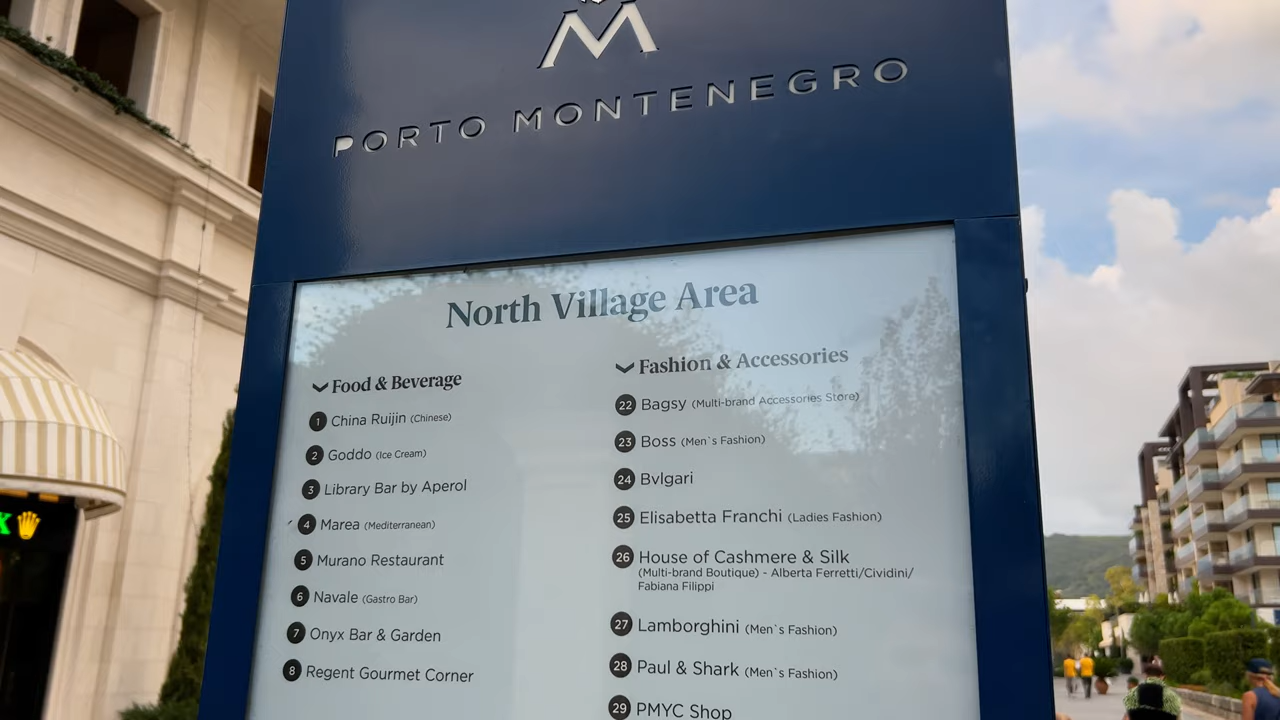 M
PORTO MONTENEGRO
North Village Area
Food & Beverage
1 China Ruijin (Chinese)
2 Goddo (Ice Cream)
3 Library Bar by Aperol
4 Marea (Mediterranean)
5 Murano Restaurant
6 Navale (Gastro Bar)
7 Onyx Bar & Garden
8 Regent Gourmet Corner
Fashion & Accessories
22 Bagsy (Multi-brand Accessories Store)
23 Boss (Men`s Fashion)
24 Bvlgari
25 Elisabetta Franchi (Ladies Fashion)
26 House of Cashmere & Silk
(Multi-brand Boutique) - Alberta Ferretti/Cividini/
Fabiana Filippi
27 Lamborghini (Men`s Fashion)
28 Paul & Shark (Men`s Fashion)
29 PMYC Shop